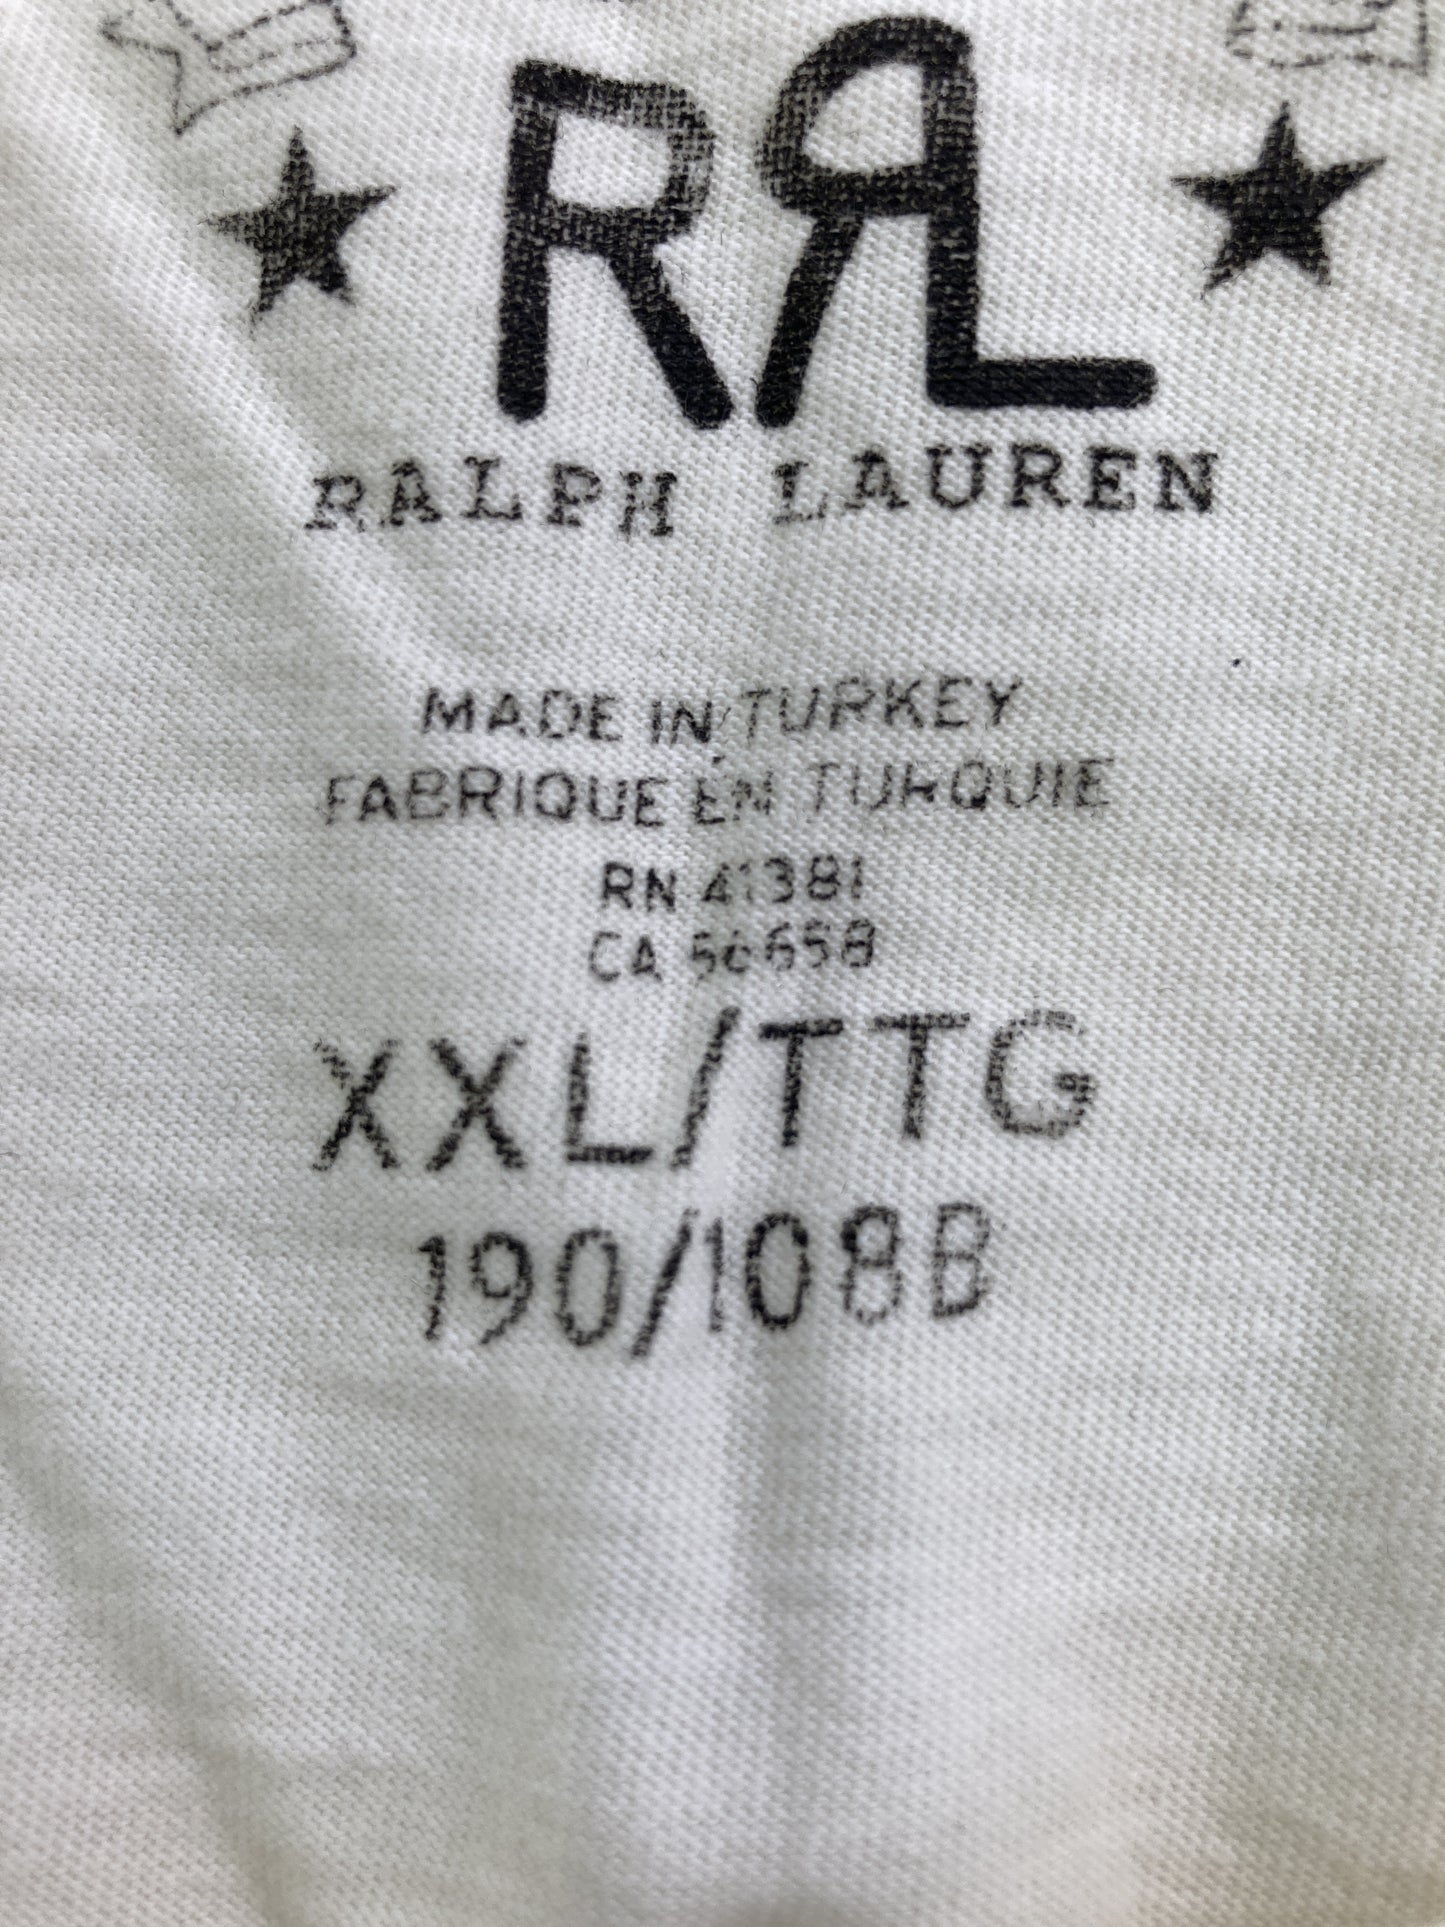 RRL
RALPH LAUREN
MADE IN TURKEY
FABRIQUE EN TURQUIE
RN 41381
CA 56658
XXL/TTG
190/108B